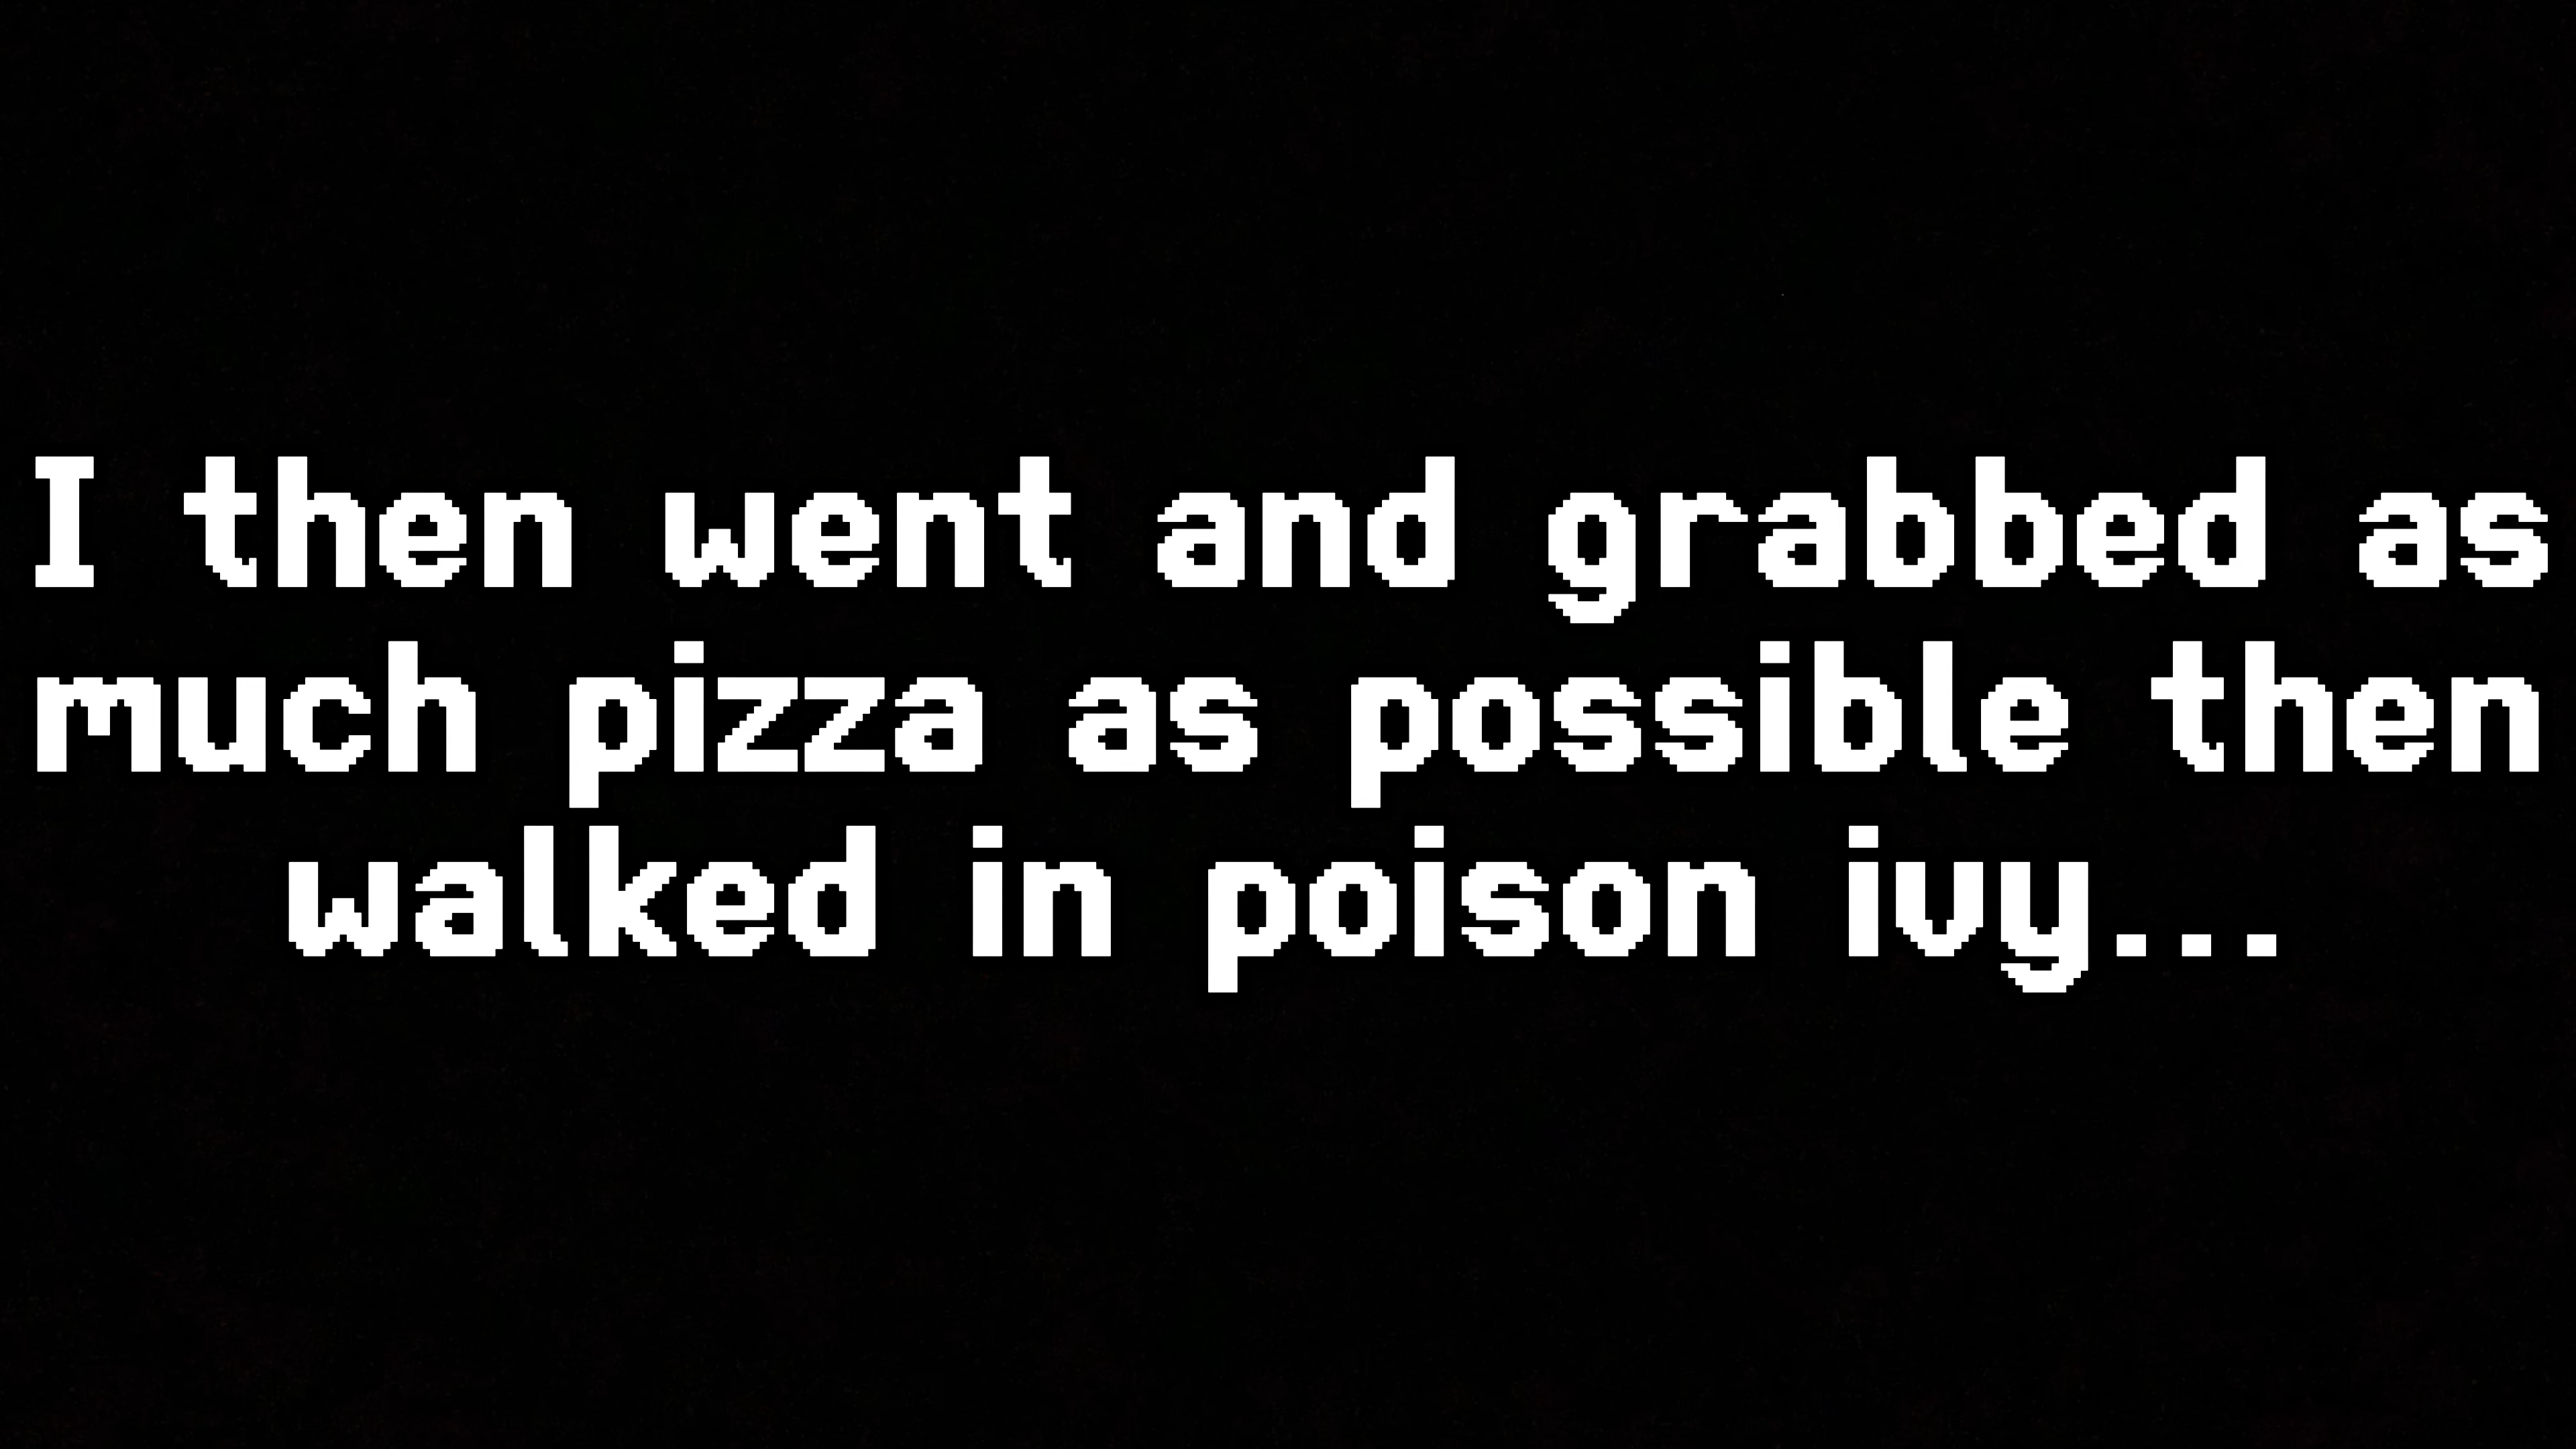 I then went and grabbed as
much pizza as possible then
walked in poison ivy...